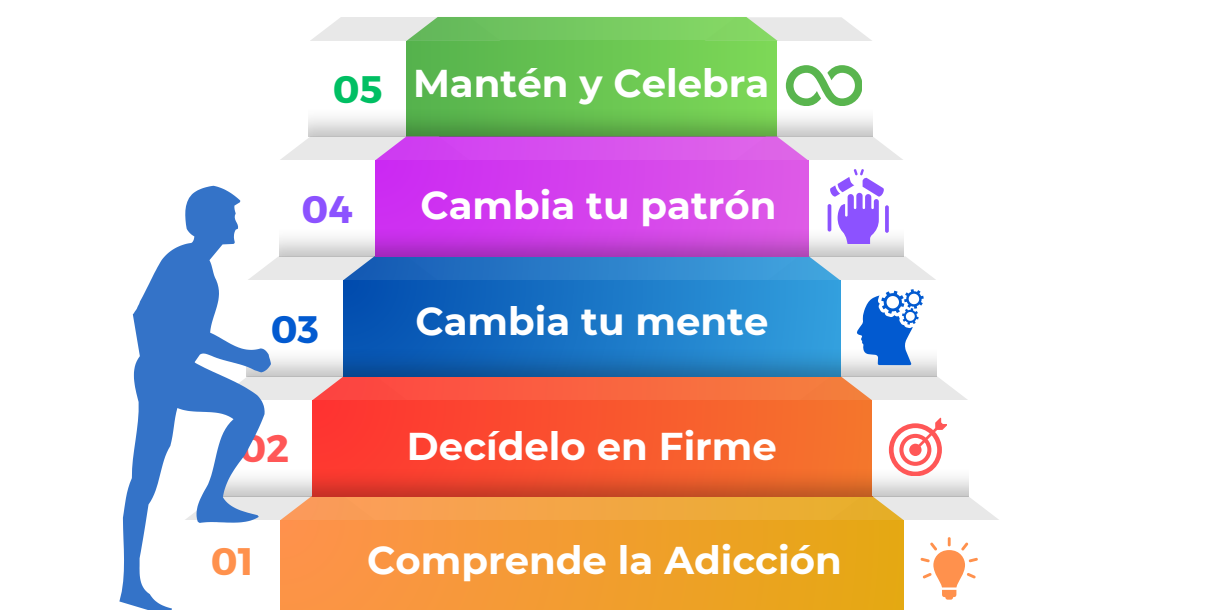 05 Mantén y Celebra
04 Cambia tu patrón
03 Cambia tu mente
02 Decídelo en Firme
01 Comprende la Adicción